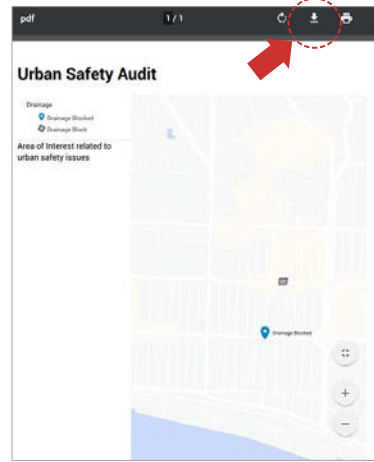 pdf
1 / 1
Urban Safety Audit
Drainage
Drainage Blocked
Drainage Block
Area of Interest related to
urban safety issues
Drainage Blocked